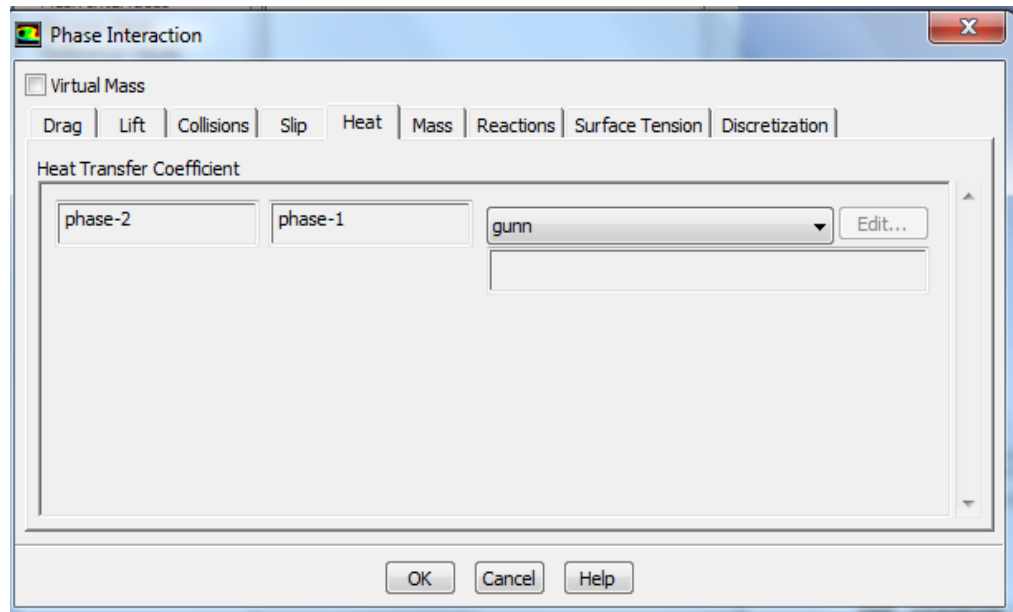 Phase Interaction
Virtual Mass
Drag Lift Collisions Slip Heat Mass Reactions Surface Tension Discretization
Heat Transfer Coefficient
phase-2 phase-1 gunn Edit...
OK Cancel Help